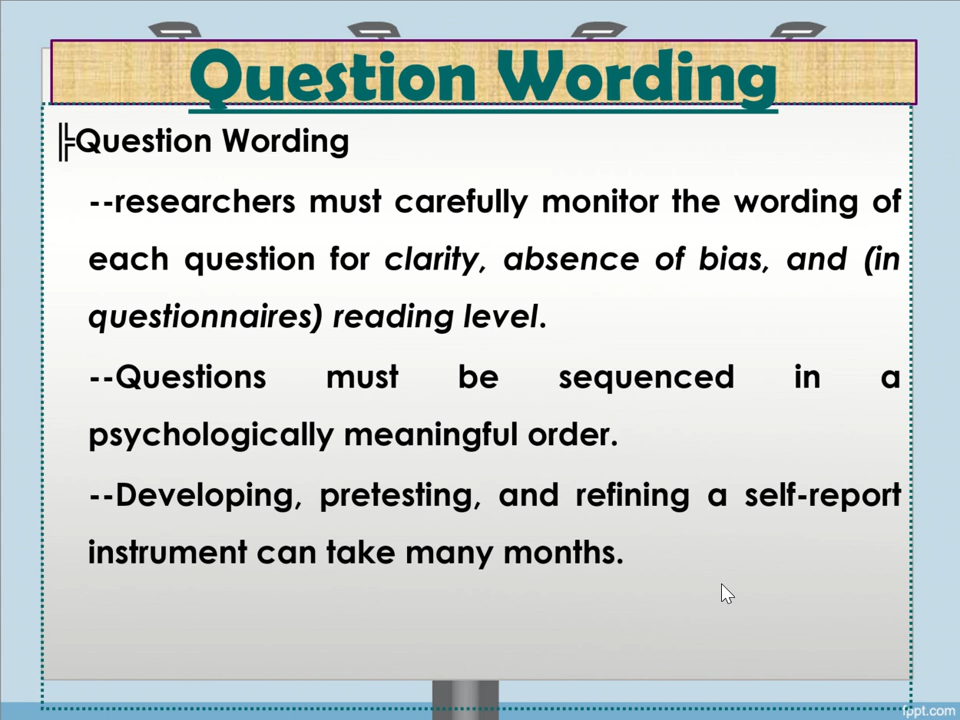 Question Wording
╠Question Wording
--researchers must carefully monitor the wording of
each question for clarity, absence of bias, and (in
questionnaires) reading level.
--Questions must be sequenced in a
psychologically meaningful order.
--Developing, pretesting, and refining a self-report
instrument can take many months.
fppt.com